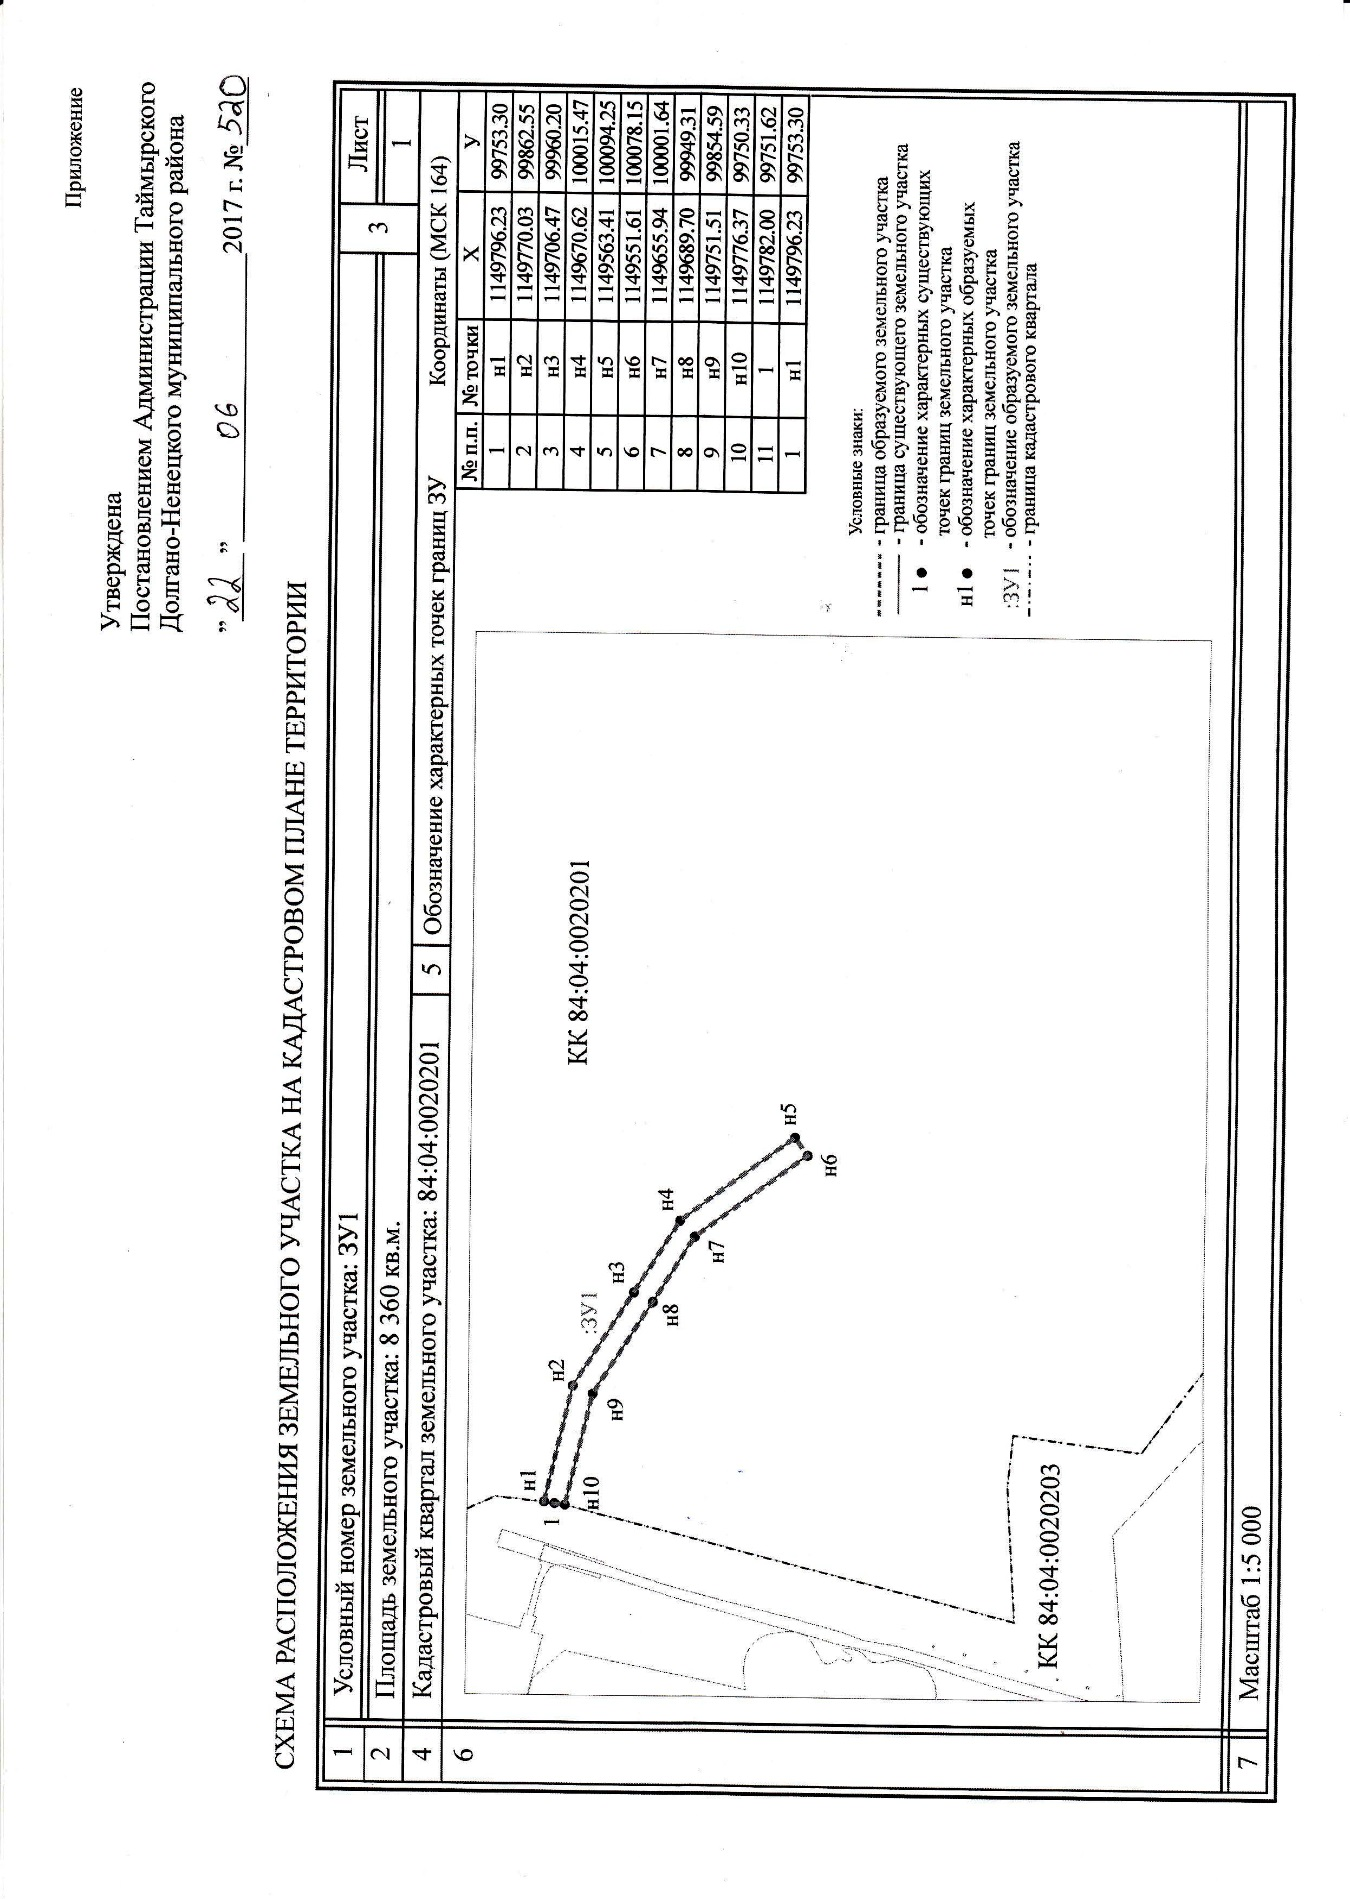 Приложение
Утверждена
Постановлением Администрации Таймырского
Долгано-Ненецкого муниципального района
" 22 " 06 2017 г. № 520
СХЕМА РАСПОЛОЖЕНИЯ ЗЕМЕЛЬНОГО УЧАСТКА НА КАДАСТРОВОМ ПЛАНЕ ТЕРРИТОРИИ
1 Условный номер земельного участка: ЗУ1 3 Лист
2 Площадь земельного участка: 8 360 кв.м. 1
4 Кадастровый квартал земельного участка: 84:04:0020201 5 Обозначение характерных точек границ ЗУ Координаты (МСК 164)
6
№ п.п. № точки X У
1 н1 1149796.23 99753.30
2 н2 1149770.03 99862.55
3 н3 1149706.47 99960.20
4 н4 1149670.62 100015.47
5 н5 1149563.41 100094.25
6 н6 1149551.61 100078.15
7 н7 1149655.94 100001.64
8 н8 1149689.70 99949.31
9 н9 1149751.51 99854.59
10 н10 1149776.37 99750.33
11 1 1149782.00 99751.62
1 н1 1149796.23 99753.30
КК 84:04:0020201
н1
1
н10
н2
н9
:ЗУ1
н3
н8
н4
н7
н5
н6
КК 84:04:0020203
Условные знаки:
- граница образуемого земельного участка
- граница существующего земельного участка
1 ● - обозначение характерных существующих
точек границ земельного участка
н1 ● - обозначение характерных образуемых
точек границ земельного участка
:ЗУ1 - обозначение образуемого земельного участка
- граница кадастрового квартала
7 Масштаб 1:5 000